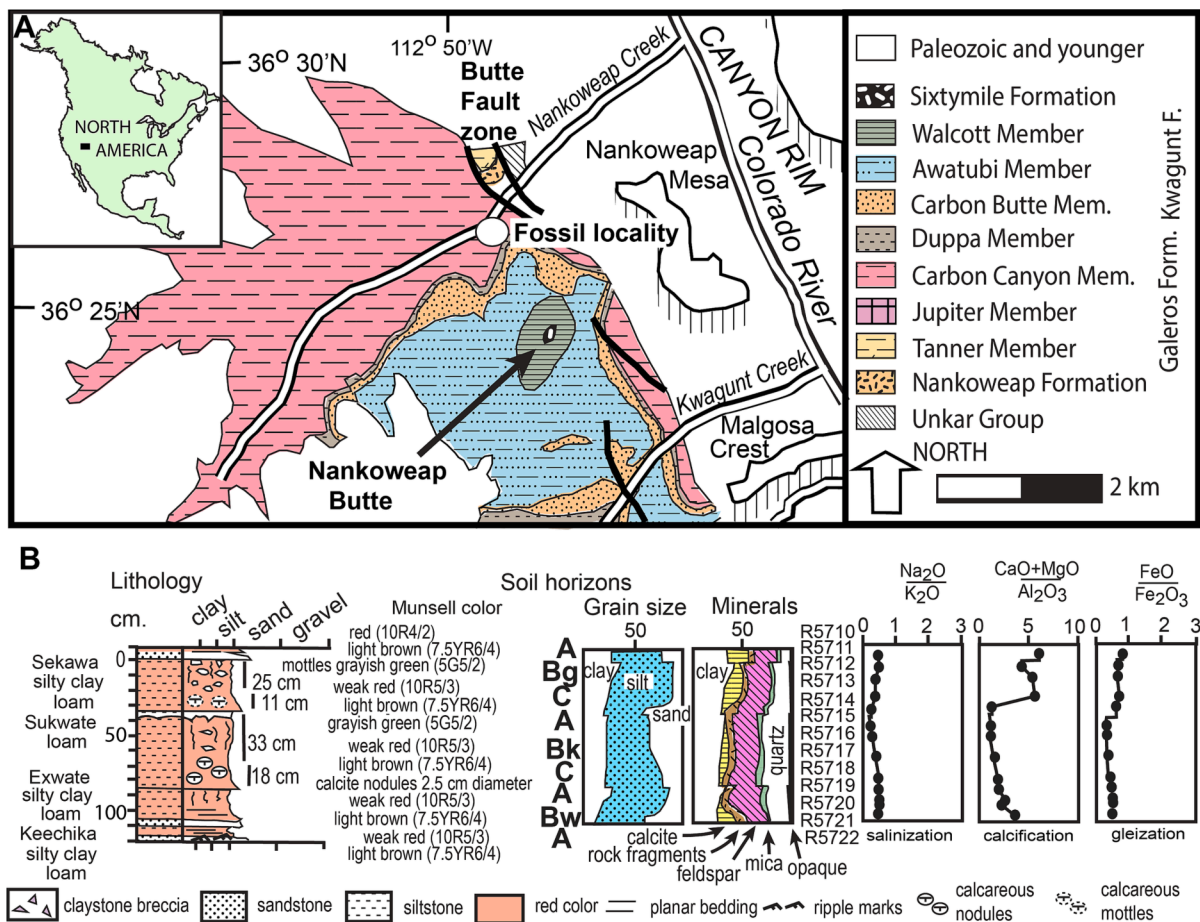 A
NORTH
AMERICA
36° 30'N
112° 50'W
Butte
Fault
zone
Nankoweap Creek
CANYON RIM
Colorado River
Nankoweap
Mesa
Fossil locality
36° 25'N
Kwagunt Creek
Malgosa
Crest
Nankoweap
Butte
Paleozoic and younger
Sixtymile Formation
Walcott Member
Awatubi Member
Carbon Butte Mem.
Duppa Member
Carbon Canyon Mem.
Jupiter Member
Tanner Member
Nankoweap Formation
Unkar Group
Galeros Form. Kwagunt F.
NORTH
2 km
B
Lithology
cm.
clay
silt
sand
gravel
0
50
100
Sekawa
silty clay
loam
Sukwate
loam
Exwate
silty clay
loam
Keechika
silty clay
loam
25 cm
11 cm
33 cm
18 cm
Munsell color
red (10R4/2)
light brown (7.5YR6/4)
mottles grayish green (5G5/2)
weak red (10R5/3)
light brown (7.5YR6/4)
grayish green (5G5/2)
weak red (10R5/3)
light brown (7.5YR6/4)
calcite nodules 2.5 cm diameter
weak red (10R5/3)
light brown (7.5YR6/4)
weak red (10R5/3)
light brown (7.5YR6/4)
Soil horizons
A
Bg
C
A
Bk
C
A
Bw
A
Grain size
50
clay
silt
sand
Minerals
50
clay
quartz
calcite
rock fragments
feldspar
mica
opaque
R5710
R5711
R5712
R5713
R5714
R5715
R5716
R5717
R5718
R5719
R5720
R5721
R5722
Na2O
K2O
0 1 2 3
salinization
CaO+MgO
Al2O3
0 5 10
calcification
FeO
Fe2O3
0 1 2 3
gleization
claystone breccia
sandstone
siltstone
red color
planar bedding
ripple marks
calcareous
nodules
calcareous
mottles